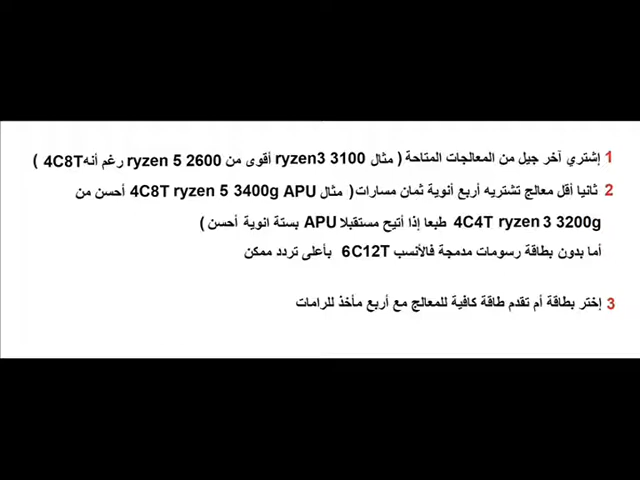 1 إشتري آخر جيل من المعالجات المتاحة ( مثال ryzen3 3100 أقوى من ryzen 5 2600 رغم أنه 4C8T )
2 ثانيا أقل معالج تشتريه أربع أنوية ثمان مسارات ( مثال 4C8T ryzen 5 3400g APU أحسن من
4C4T ryzen 3 3200g طبعا إذا أتيح مستقبلا APU بستة انوية أحسن )
أما بدون بطاقة رسومات مدمجة فالأنسب 6C12T بأعلى تردد ممكن
3 إختر بطاقة أم تقدم طاقة كافية للمعالج مع أربع مأخذ للرامات